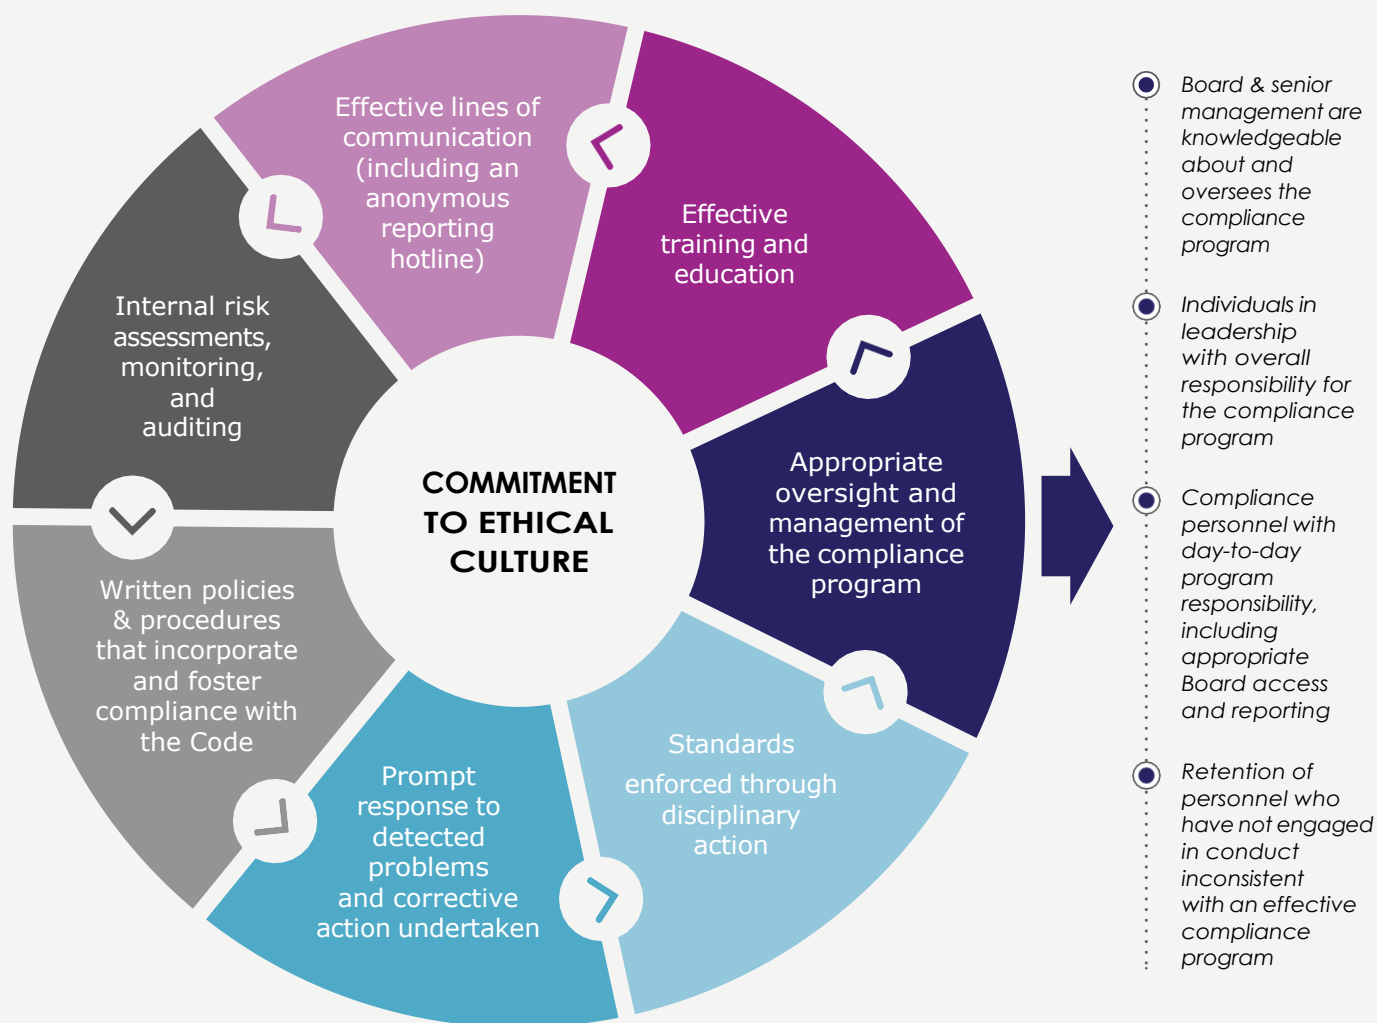 Effective lines of
communication
(including an
anonymous
reporting
hotline)
Effective
training and
education
Internal risk
assessments,
monitoring,
and
auditing
COMMITMENT
TO ETHICAL
CULTURE
Appropriate
oversight and
management of
the compliance
program
Written policies
& procedures
that incorporate
and foster
compliance with
the Code
Prompt
response to
detected
problems
and corrective
action undertaken
Standards
enforced through
disciplinary
action
Board & senior
management are
knowledgeable
about and
oversees the
compliance
program
Individuals in
leadership
with overall
responsibility for
the compliance
program
Compliance
personnel with
day-to-day
program
responsibility,
including
appropriate
Board access
and reporting
Retention of
personnel who
have not engaged
in conduct
inconsistent
with an effective
compliance
program